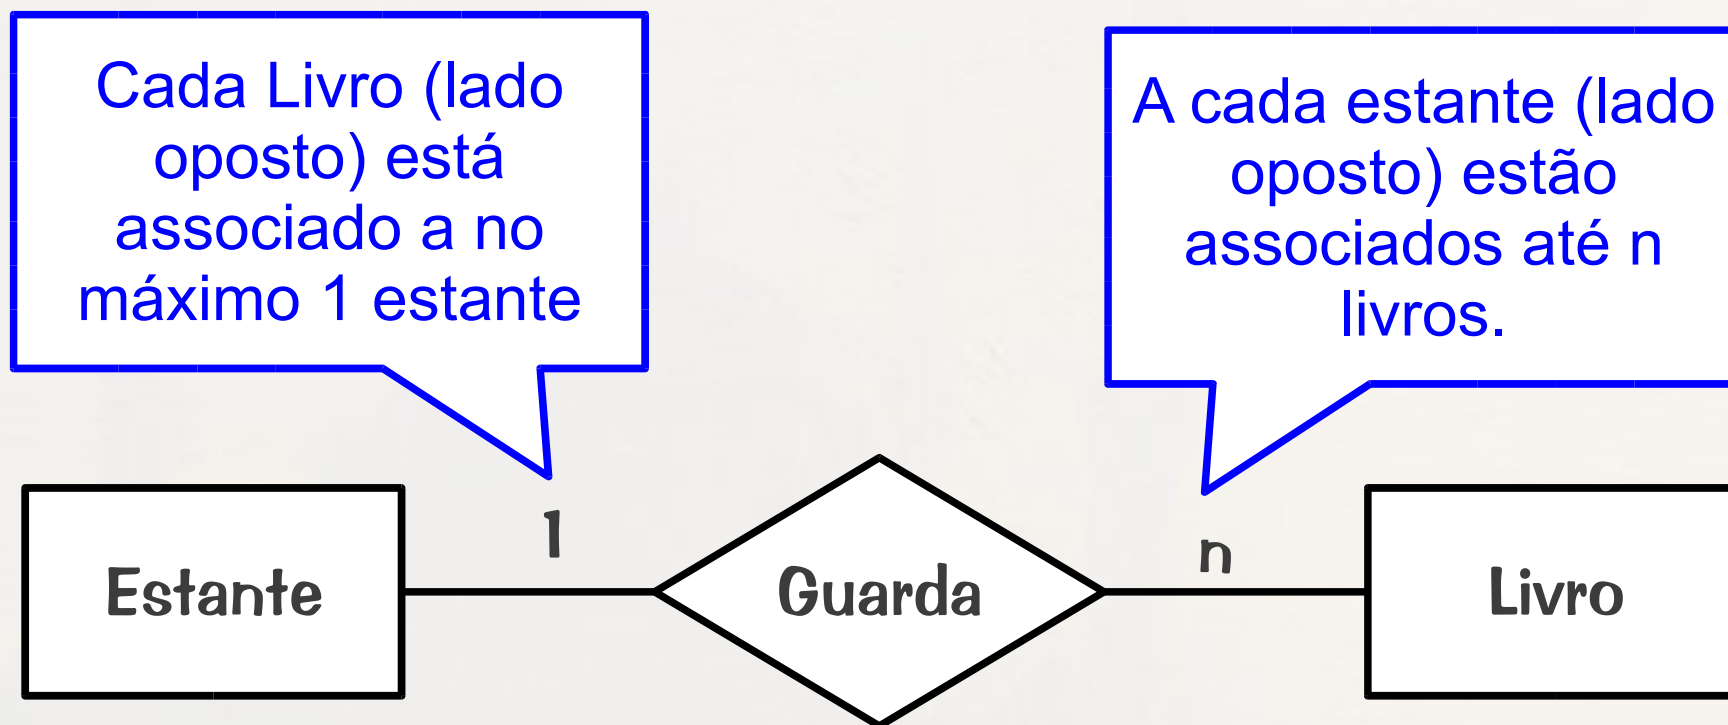 Cada Livro (lado
oposto) está
associado a no
máximo 1 estante
A cada estante (lado
oposto) estão
associados até n
livros.
Estante
1
Guarda
n
Livro